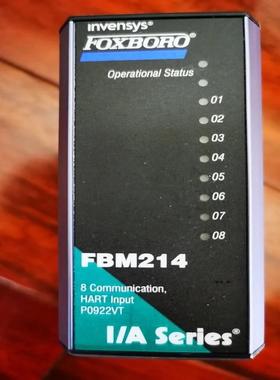 invensys
FOXBORO®
Operational Status
01
02
03
04
05
06
07
08
FBM214
8 Communication,
HART Input
P0922VT
I/A Series®